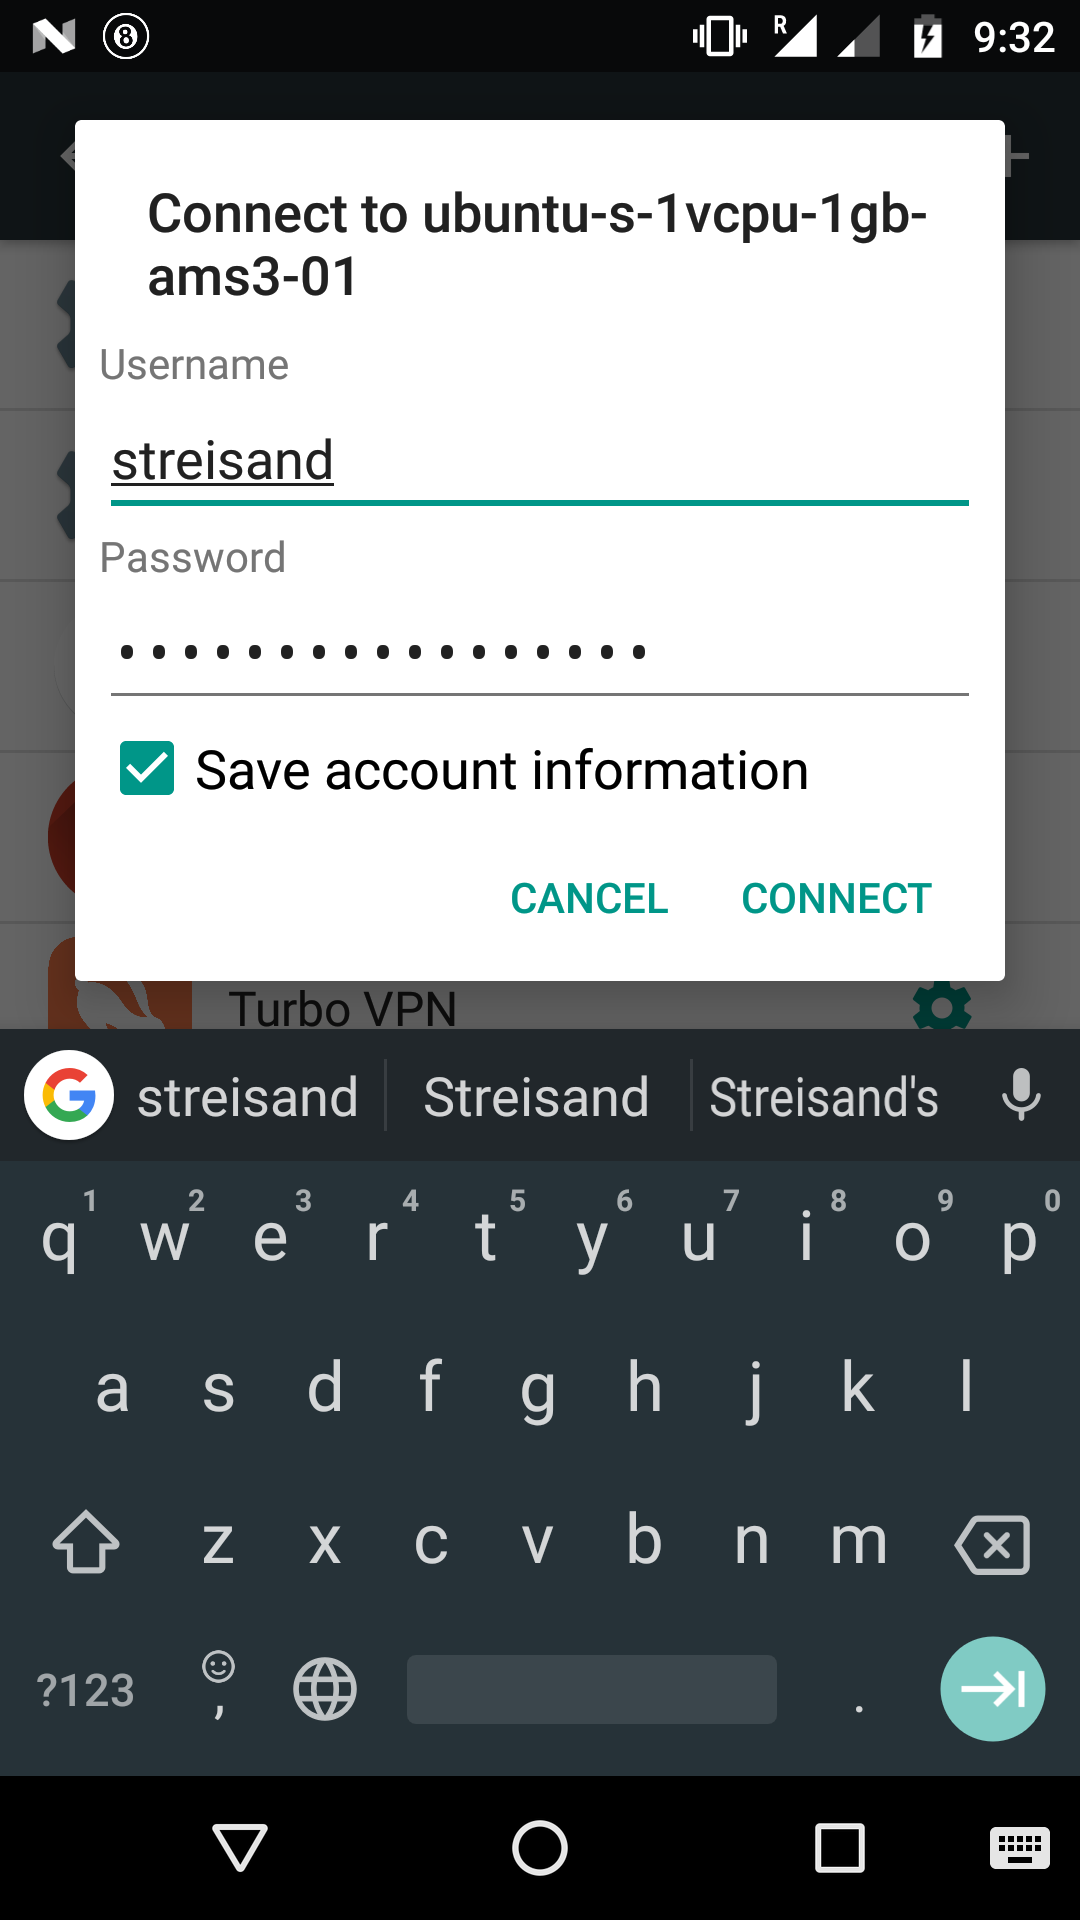 9:32
R
Connect to ubuntu-s-1vcpu-1gb-
ams3-01
Username
streisand
Password
•••••••••••••••••
Save account information
CANCEL CONNECT
Turbo VPN
streisand Streisand Streisand's
1 2 3 4 5 6 7 8 9 0
q w e r t y u i o p
a s d f g h j k l
z x c v b n m
?123 , .